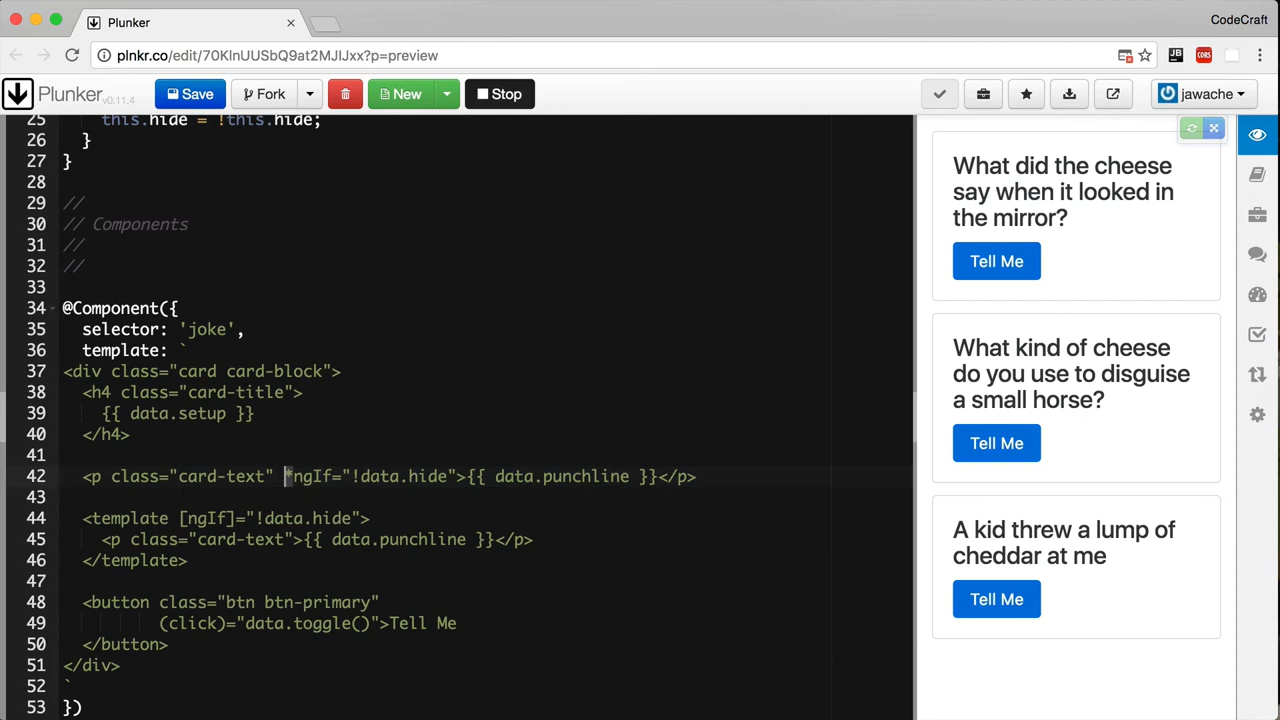 Plunker
CodeCraft
plnkr.co/edit/70KlnUUSbQ9at2MJIJxx?p=preview
JB
CORS
Plunker v0.11.4
Save
Fork
New
Stop
jawache
25 this.hide = !this.hide;
26 }
27 }
28
29 //
30 // Components
31 //
32 //
33
34 @Component({
35 selector: 'joke',
36 template: `
37 <div class="card card-block">
38 <h4 class="card-title">
39 {{ data.setup }}
40 </h4>
41
42 <p class="card-text" *ngIf="!data.hide">{{ data.punchline }}</p>
43
44 <template [ngIf]="!data.hide">
45 <p class="card-text">{{ data.punchline }}</p>
46 </template>
47
48 <button class="btn btn-primary"
49 (click)="data.toggle()">Tell Me
50 </button>
51 </div>
52 `
53 })
What did the cheese
say when it looked in
the mirror?
Tell Me
What kind of cheese
do you use to disguise
a small horse?
Tell Me
A kid threw a lump of
cheddar at me
Tell Me